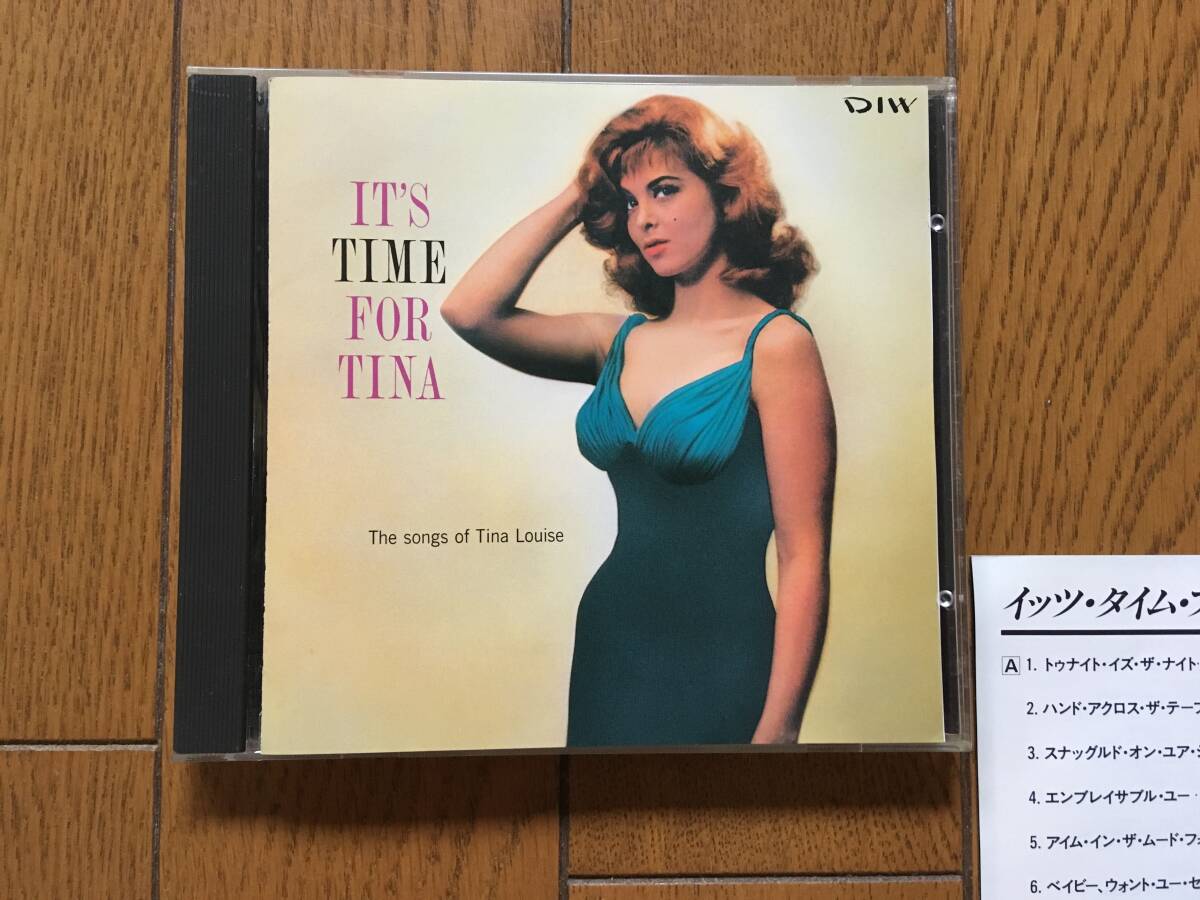 DIW
IT'S
TIME
FOR
TINA
The songs of Tina Louise
イッツ・タイム・フ
A 1. トゥナイト・イズ・ザ・ナイト・
2. ハンド・アクロス・ザ・テーブ
3. スナッグルド・オン・ユア・シ
4. エンブレイサブル・ユー
5. アイム・イン・ザ・ムード・フォ
6. ベイビー、ウォント・ユー・セ